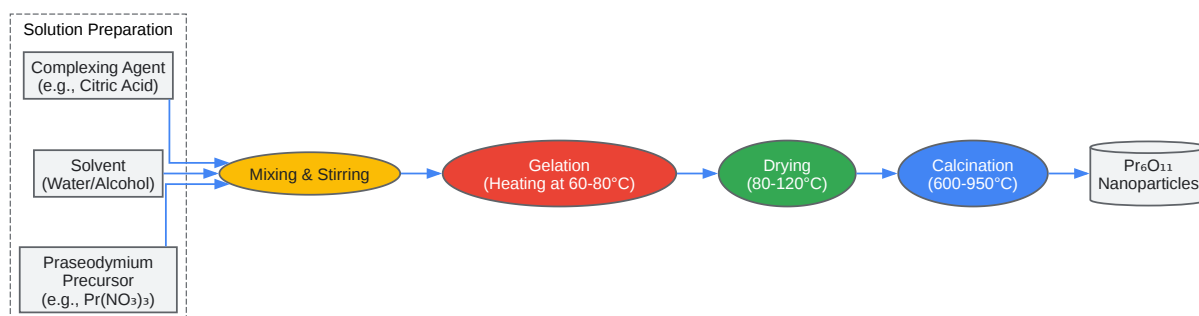 Solution Preparation
Complexing Agent
(e.g., Citric Acid)
Solvent
(Water/Alcohol)
Praseodymium
Precursor
(e.g., Pr(NO₃)₃)
Mixing & Stirring
Gelation
(Heating at 60-80°C)
Drying
(80-120°C)
Calcination
(600-950°C)
Pr₆O₁₁
Nanoparticles